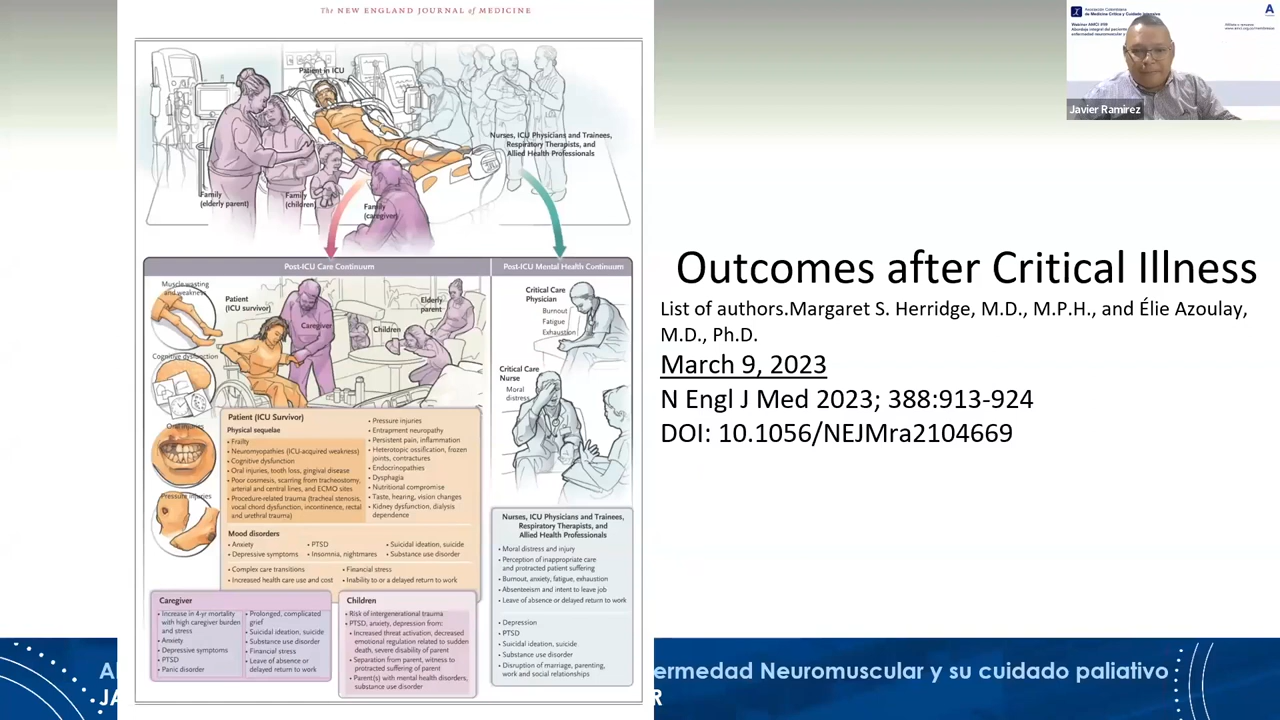 The NEW ENGLAND JOURNAL of MEDICINE
Patient in ICU
Nurses, ICU Physicians and Trainees,
Respiratory Therapists, and
Allied Health Professionals
Family
(elderly parent)
Family
(children)
Family
(caregiver)
Post-ICU Care Continuum
Post-ICU Mental Health Continuum
Muscle wasting
and weakness
Patient
(ICU survivor)
Caregiver
Elderly
parent
Children
Cognitive dysfunction
Oral injuries
Pressure injuries
Critical Care
Physician
Burnout
Fatigue
Exhaustion
Critical Care
Nurse
Moral
distress
Patient (ICU Survivor)
Physical sequelae
• Frailty
• Neuromyopathies (ICU-acquired weakness)
• Cognitive dysfunction
• Oral injuries, tooth loss, gingival disease
• Poor cosmesis, scarring from tracheostomy,
arterial and central lines, and ECMO sites
• Procedure-related trauma (tracheal stenosis,
vocal chord dysfunction, incontinence, rectal
and urethral trauma)
• Pressure injuries
• Entrapment neuropathy
• Persistent pain, inflammation
• Heterotopic ossification, frozen
joints, contractures
• Endocrinopathies
• Dysphagia
• Nutritional compromise
• Taste, hearing, vision changes
• Kidney dysfunction, dialysis
dependence
Mood disorders
• Anxiety
• Depressive symptoms
• PTSD
• Insomnia, nightmares
• Suicidal ideation, suicide
• Substance use disorder
• Complex care transitions
• Increased health care use and cost
• Financial stress
• Inability to or a delayed return to work
Caregiver
• Increase in 4-yr mortality
with high caregiver burden
and stress
• Anxiety
• Depressive symptoms
• PTSD
• Panic disorder
• Prolonged, complicated
grief
• Suicidal ideation, suicide
• Substance use disorder
• Financial stress
• Leave of absence or
delayed return to work
Children
• Risk of intergenerational trauma
• PTSD, anxiety, depression from:
• Increased threat activation, decreased
emotional regulation related to sudden
death, severe disability of parent
• Separation from parent, witness to
protracted suffering of parent
• Parent(s) with mental health disorders,
substance use disorder
Nurses, ICU Physicians and Trainees,
Respiratory Therapists, and
Allied Health Professionals
• Moral distress and injury
• Perception of inappropriate care
and protracted patient suffering
• Burnout, anxiety, fatigue, exhaustion
• Absenteeism and intent to leave job
• Leave of absence or delayed return to work
• Depression
• PTSD
• Suicidal ideation, suicide
• Substance use disorder
• Disruption of marriage, parenting,
work and social relationships
Outcomes after Critical Illness
List of authors.Margaret S. Herridge, M.D., M.P.H., and Élie Azoulay,
M.D., Ph.D.
March 9, 2023
N Engl J Med 2023; 388:913-924
DOI: 10.1056/NEJMra2104669
Asociación Colombiana
de Medicina Crítica y Cuidado Intensivo
Javier Ramirez
ermedad Neuromuscular y su cuidado paliativo